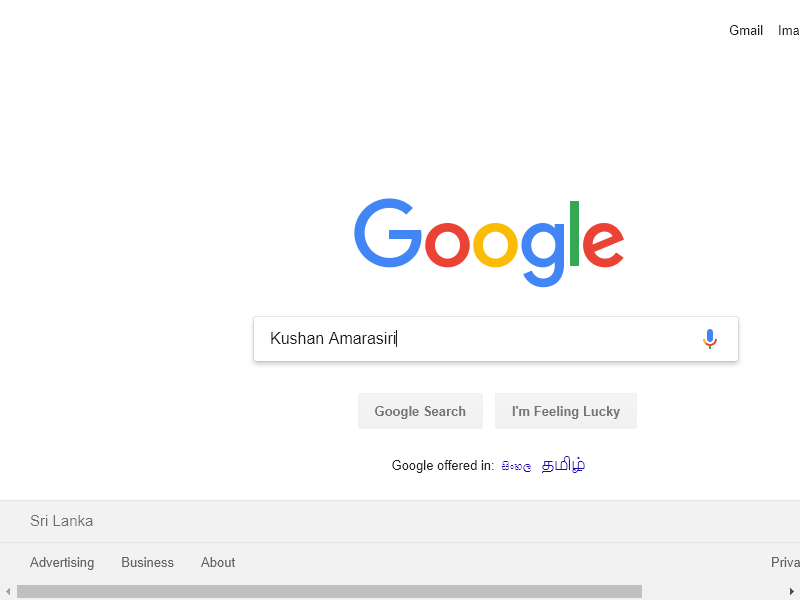 Gmail Ima
Google
Kushan Amarasiri
Google Search I'm Feeling Lucky
Google offered in: සිංහල தமிழ்
Sri Lanka
Advertising Business About Priva